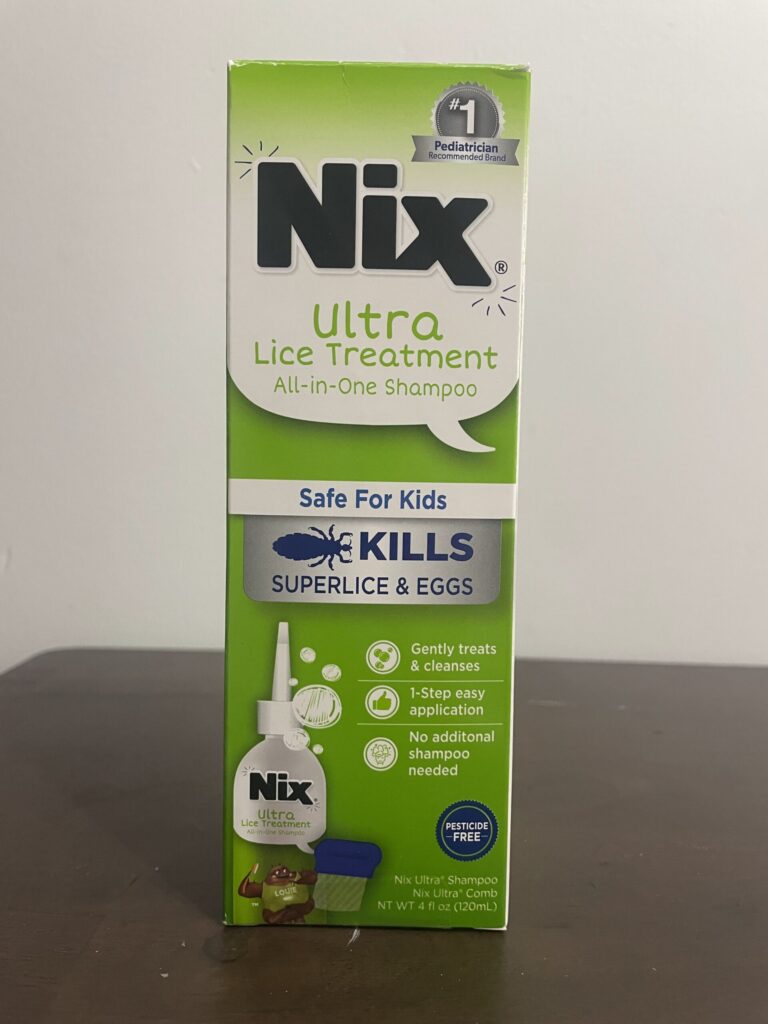 #1
Pediatrician
Recommended Brand
Nix®
Ultra
Lice Treatment
All-in-One Shampoo
Safe For Kids
KILLS
SUPERLICE & EGGS
Gently treats
& cleanses
1-Step easy
application
No additonal
shampoo
needed
Nix
Ultra
Lice Treatment
All-in-One Shampoo
PESTICIDE
FREE
LOUIE
TM
Nix Ultra® Shampoo
Nix Ultra® Comb
NT WT 4 fl oz (120mL)